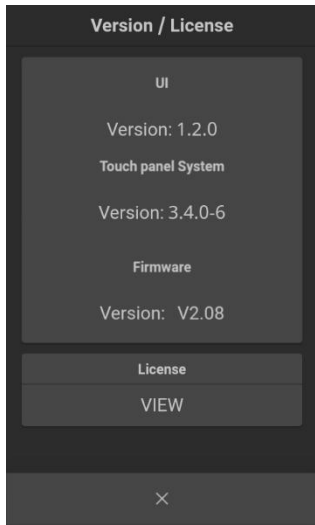 Version / License
UI
Version: 1.2.0
Touch panel System
Version: 3.4.0-6
Firmware
Version: V2.08
License
VIEW
×